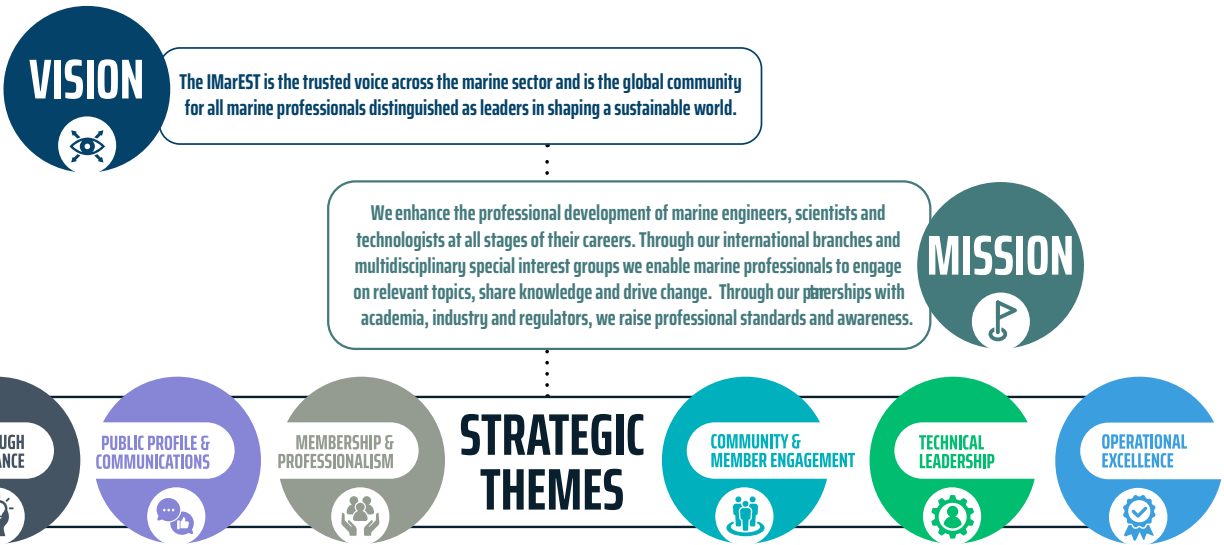 VISION
The IMarEST is the trusted voice across the marine sector and is the global community
for all marine professionals distinguished as leaders in shaping a sustainable world.
We enhance the professional development of marine engineers, scientists and
technologists at all stages of their careers. Through our international branches and
multidisciplinary special interest groups we enable marine professionals to engage
on relevant topics, share knowledge and drive change. Through our partnerships with
academia, industry and regulators, we raise professional standards and awareness.
MISSION
UGH
ANCE
PUBLIC PROFILE &
COMMUNICATIONS
MEMBERSHIP &
PROFESSIONALISM
STRATEGIC
THEMES
COMMUNITY &
MEMBER ENGAGEMENT
TECHNICAL
LEADERSHIP
OPERATIONAL
EXCELLENCE